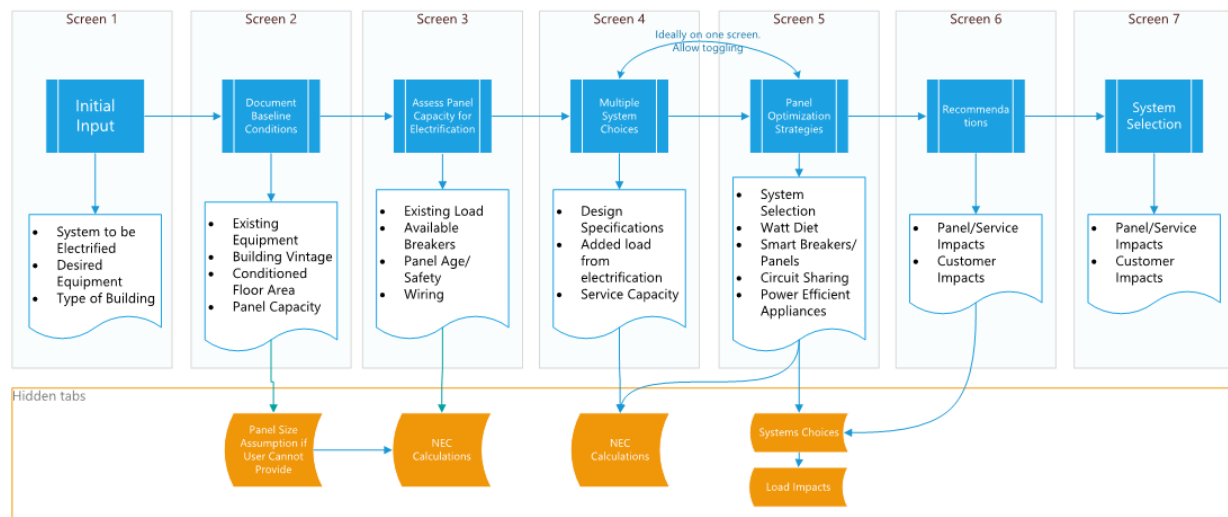 Screen 1
Screen 2
Screen 3
Screen 4
Screen 5
Screen 6
Screen 7
Ideally on one screen.
Allow toggling
Initial
Input
Document
Baseline
Conditions
Assess Panel
Capacity for
Electrification
Multiple
System
Choices
Panel
Optimization
Strategies
Recommenda
tions
System
Selection
• System to be
Electrified
• Desired
Equipment
• Type of Building
• Existing
Equipment
• Building Vintage
• Conditioned
Floor Area
• Panel Capacity
• Existing Load
• Available
Breakers
• Panel Age/
Safety
• Wiring
• Design
Specifications
• Added load
from
electrification
• Service Capacity
• System
Selection
• Watt Diet
• Smart Breakers/
Panels
• Circuit Sharing
• Power Efficient
Appliances
• Panel/Service
Impacts
• Customer
Impacts
• Panel/Service
Impacts
• Customer
Impacts
Hidden tabs
Panel Size
Assumption if
User Cannot
Provide
NEC
Calculations
NEC
Calculations
Systems Choices
Load Impacts